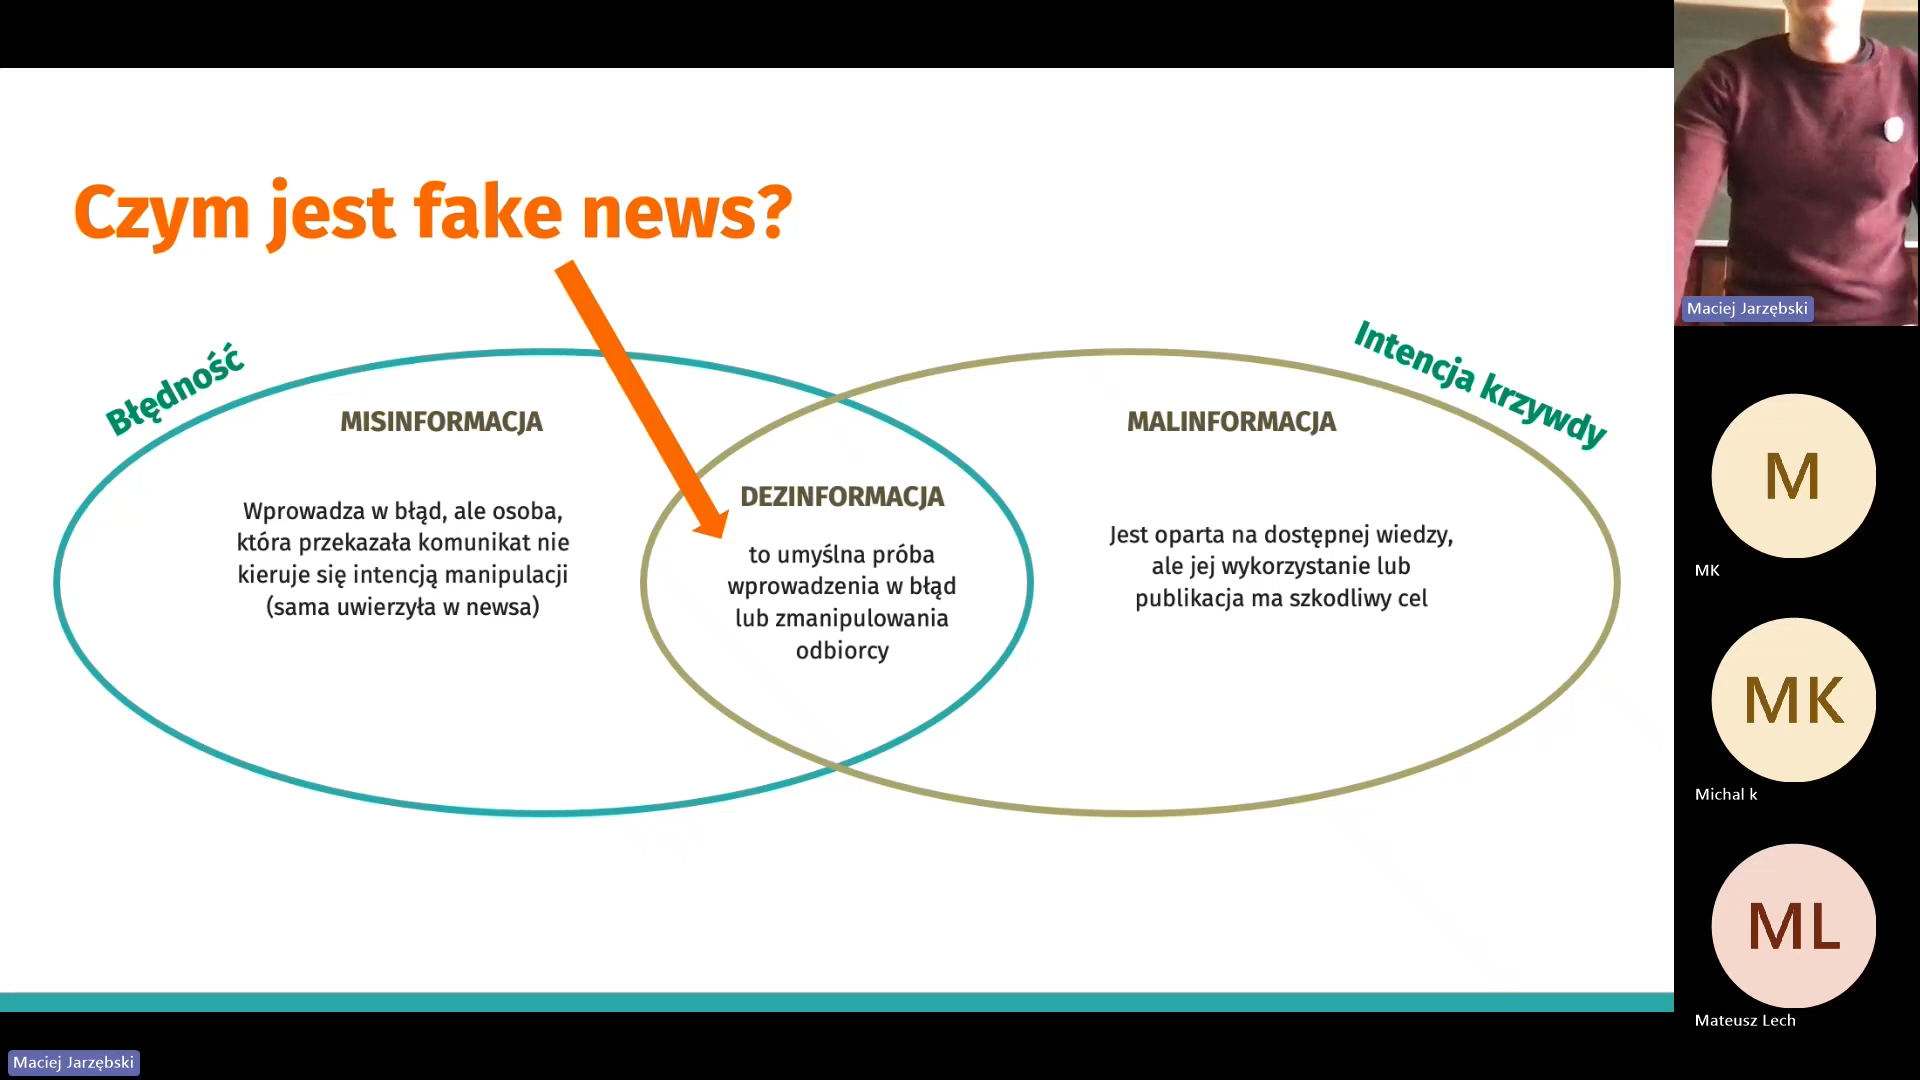 Czym jest fake news?
Błędność
Intencja krzywdy
MISINFORMACJA
Wprowadza w błąd, ale osoba,
która przekazała komunikat nie
kieruje się intencją manipulacji
(sama uwierzyła w newsa)
DEZINFORMACJA
to umyślna próba
wprowadzenia w błąd
lub zmanipulowania
odbiorcy
MALINFORMACJA
Jest oparta na dostępnej wiedzy,
ale jej wykorzystanie lub
publikacja ma szkodliwy cel
Maciej Jarzębski
M
MK
MK
Michal k
ML
Mateusz Lech
Maciej Jarzębski